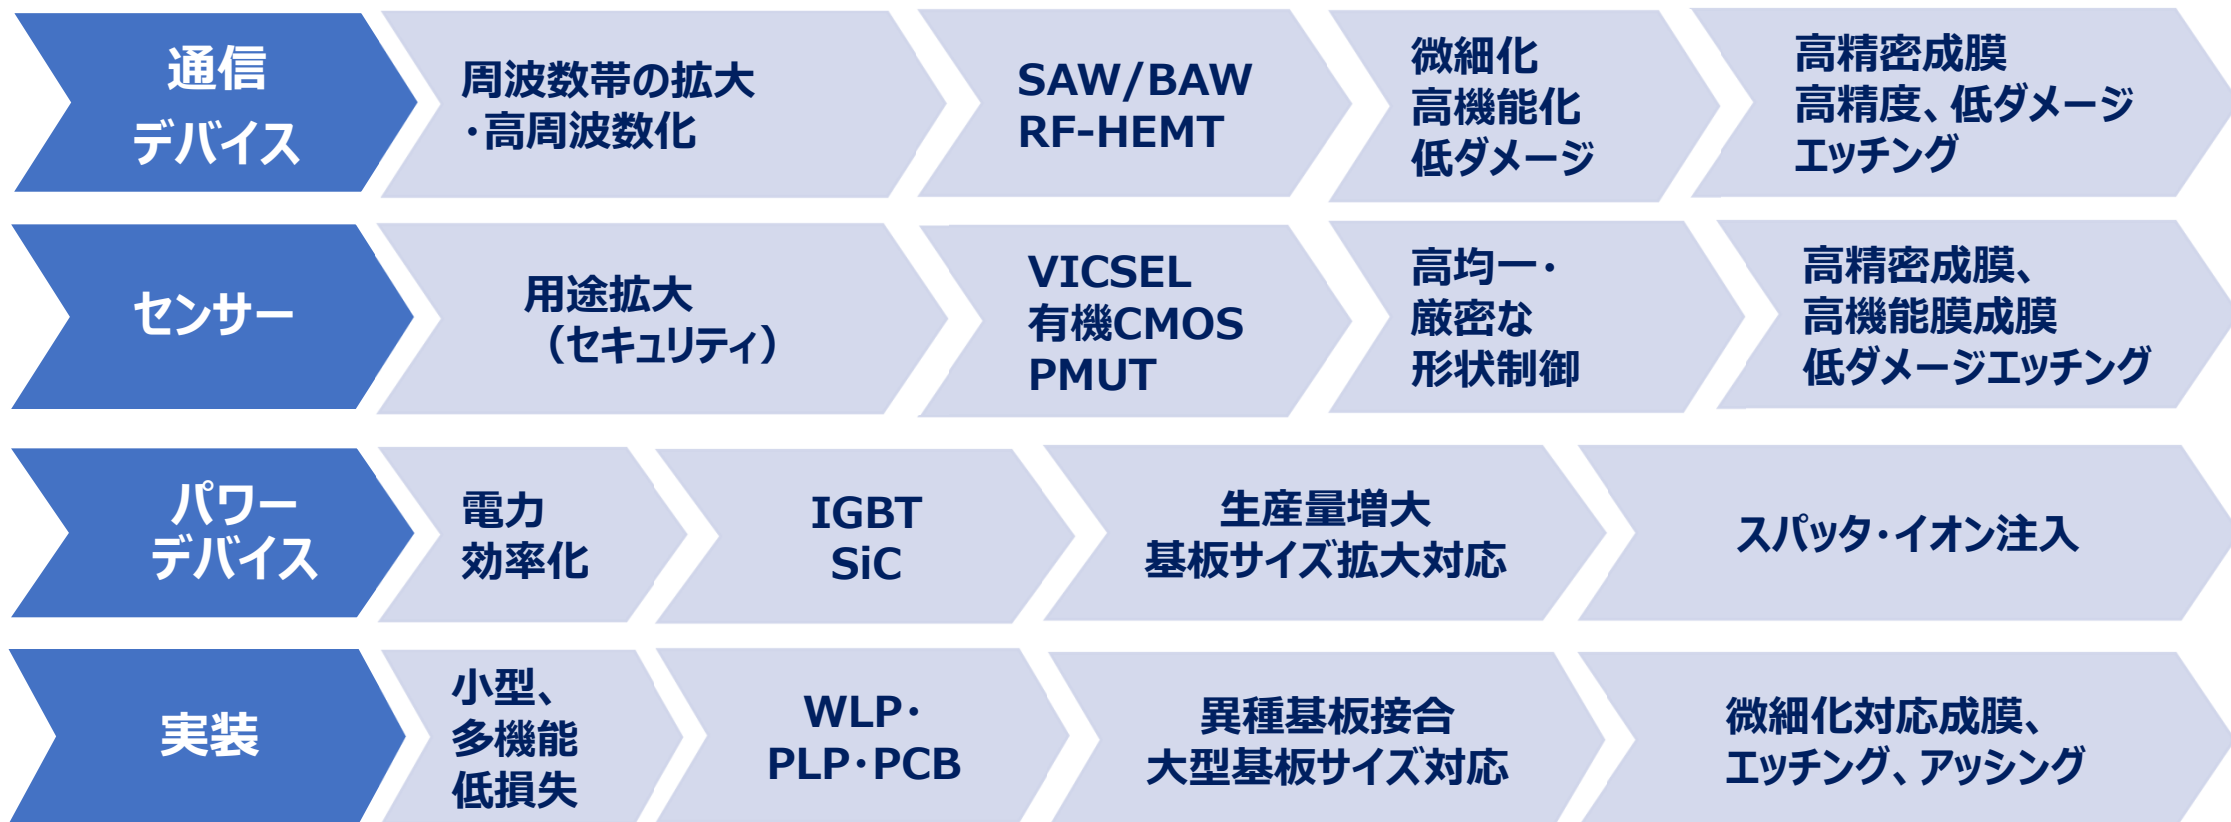 通信
デバイス
周波数帯の拡大
・高周波数化
SAW/BAW
RF-HEMT
微細化
高機能化
低ダメージ
高精密成膜
高精度、低ダメージ
エッチング
センサー
用途拡大
（セキュリティ）
VICSEL
有機CMOS
PMUT
高均一・
厳密な
形状制御
高精密成膜、
高機能膜成膜
低ダメージエッチング
パワー
デバイス
電力
効率化
IGBT
SiC
生産量増大
基板サイズ拡大対応
スパッタ・イオン注入
実装
小型、
多機能
低損失
WLP・
PLP・PCB
異種基板接合
大型基板サイズ対応
微細化対応成膜、
エッチング、アッシング